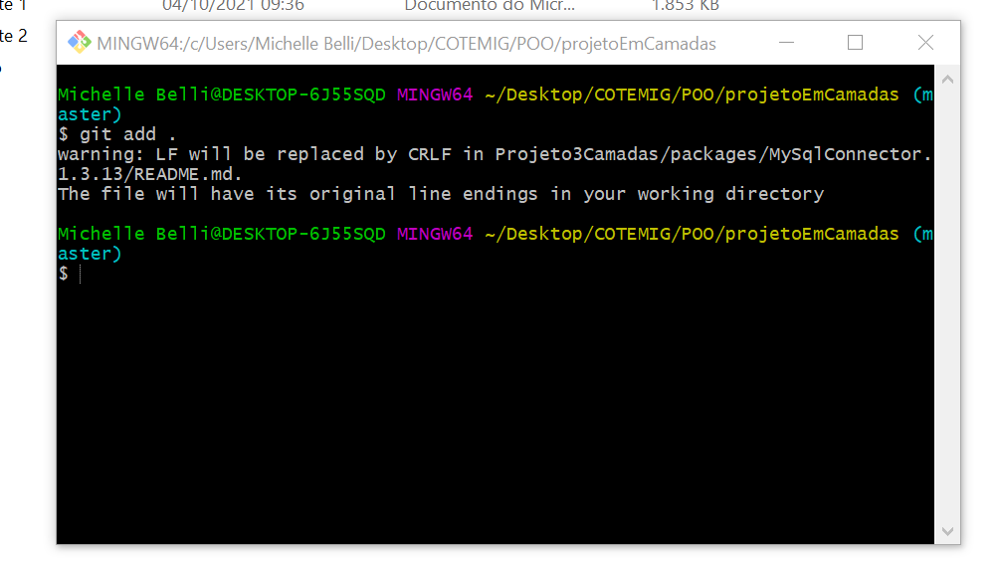 te 1 04/10/2021 09:36 Documento do Micr... 1.853 KB
te 2
MINGW64:/c/Users/Michelle Belli/Desktop/COTEMIG/POO/projetoEmCamadas
Michelle Belli@DESKTOP-6J55SQD MINGW64 ~/Desktop/COTEMIG/POO/projetoEmCamadas (m
aster)
$ git add .
warning: LF will be replaced by CRLF in Projeto3Camadas/packages/MySqlConnector.
1.3.13/README.md.
The file will have its original line endings in your working directory
Michelle Belli@DESKTOP-6J55SQD MINGW64 ~/Desktop/COTEMIG/POO/projetoEmCamadas (m
aster)
$